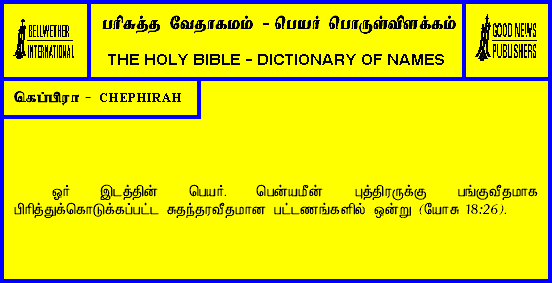 BELLWETHER
INTERNATIONAL
பரிசுத்த வேதாகமம் - பெயர் பொருள்விளக்கம்
THE HOLY BIBLE - DICTIONARY OF NAMES
GOOD NEWS
PUBLISHERS
கெப்பிரா - CHEPHIRAH
ஓர் இடத்தின் பெயர். பென்யமீன் புத்திரருக்கு பங்குவீதமாக
பிரித்துக்கொடுக்கப்பட்ட சுதந்தரவீதமான பட்டணங்களில் ஒன்று (யோசு 18:26).